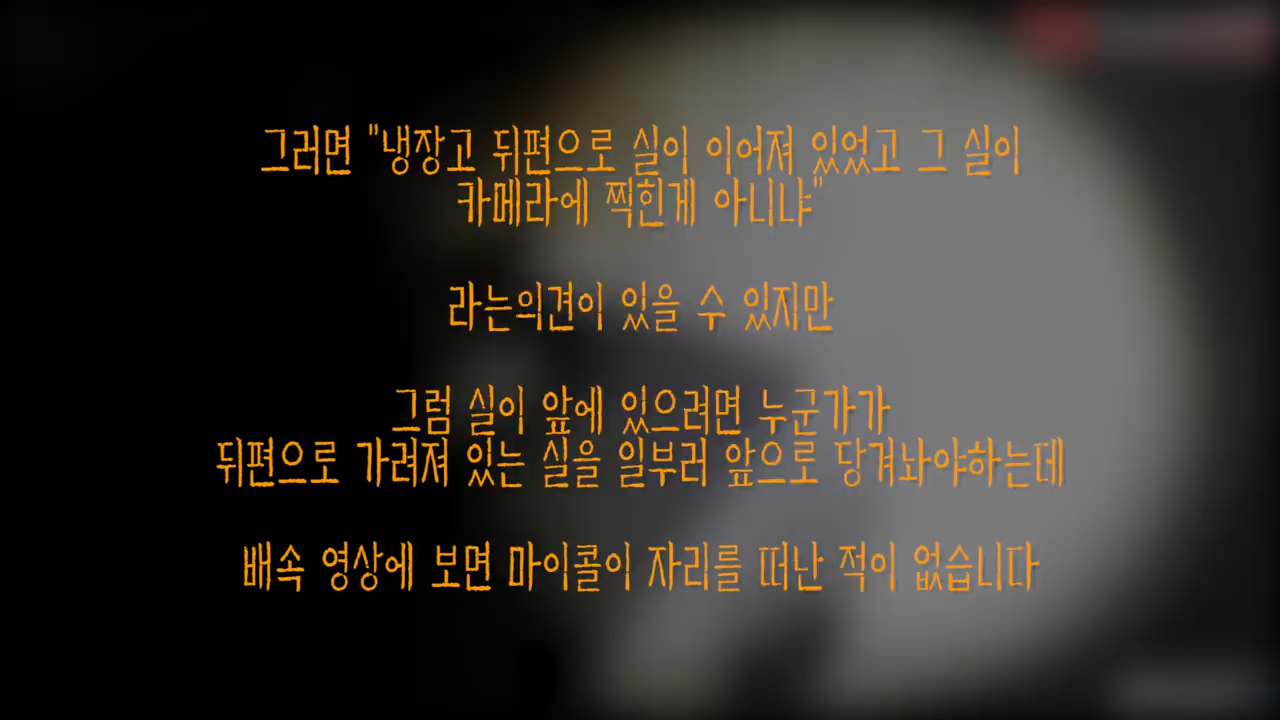 그러면 "냉장고 뒤편으로 실이 이어져 있었고 그 실이
카메라에 찍힌게 아니냐"
라는의견이 있을 수 있지만
그럼 실이 앞에 있으려면 누군가가
뒤편으로 가려져 있는 실을 일부러 앞으로 당겨놔야하는데
배속 영상에 보면 마이콜이 자리를 떠난 적이 없습니다